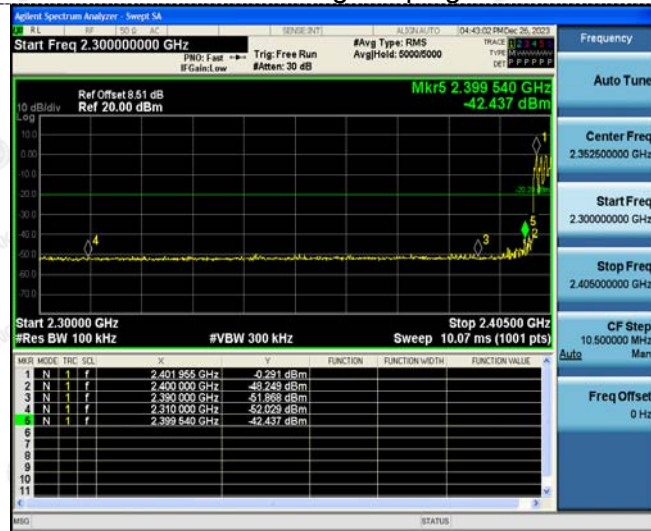 Agilent Spectrum Analyzer - Swept SA
RL RF 50 Ω AC SENSE:INT ALIGNAUTO 04:43:02 PM Dec 26, 2023
Start Freq 2.300000000 GHz
PNO: Fast
IFGain:Low
Trig: Free Run
#Atten: 30 dB
#Avg Type: RMS
Avg|Hold: 5000/5000
TRACE 1 2 3 4 5 6
TYPE
DET P P P P P P
Frequency
Auto Tune
Center Freq
2.352500000 GHz
Start Freq
2.300000000 GHz
Stop Freq
2.405000000 GHz
CF Step
10.500000 MHz
Auto Man
Freq Offset
0 Hz
Mkr5 2.399 540 GHz
-42.437 dBm
Ref Offset 8.51 dB
Ref 20.00 dBm
10 dB/div
Log
10.0
0.00
-10.0
-20.0
-30.0
-40.0
-50.0
-60.0
-70.0
1
5
2
3
4
Start 2.30000 GHz
Stop 2.40500 GHz
#Res BW 100 kHz
#VBW 300 kHz
Sweep 10.07 ms (1001 pts)
MKR MODE TRC SCL X Y FUNCTION FUNCTION WIDTH FUNCTION VALUE
1 N 1 f 2.401 955 GHz -0.291 dBm
2 N 1 f 2.400 000 GHz -48.249 dBm
3 N 1 f 2.390 000 GHz -51.868 dBm
4 N 1 f 2.310 000 GHz -52.029 dBm
5 N 1 f 2.399 540 GHz -42.437 dBm
6
7
8
9
10
11
MSG
STATUS